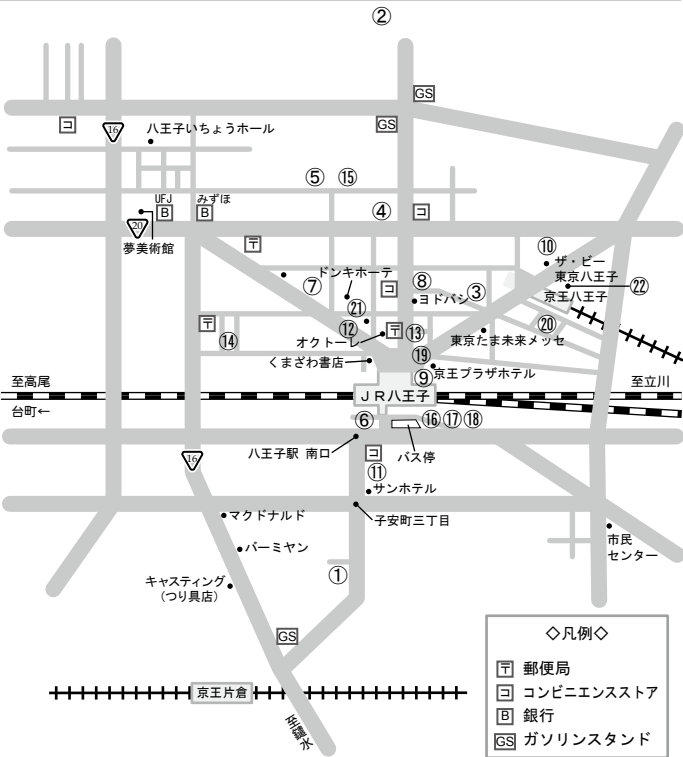 ②
GS
コ
16
八王子いちょうホール
GS
⑤ ⑮
UFJ
みずほ
B
B
④
コ
20
夢美術館
〒
⑩
ザ・ビー
東京八王子
㉒
京王八王子
ドンキホーテ
⑦
コ
⑧
ヨドバシ
③
㉑
〒
⑭
⑫
〒
⑬
オクトーレ
東京たま未来メッセ
⑳
くまざわ書店
⑲
京王プラザホテル
⑨
至高尾
JR八王子
至立川
台町←
⑥
⑯ ⑰ ⑱
八王子駅 南口
バス停
コ
⑪
16
サンホテル
マクドナルド
子安町三丁目
市民
センター
バーミヤン
①
キャスティング
(つり具店)
GS
京王片倉
至鑓水
◇凡例◇
〒 郵便局
コ コンビニエンスストア
B 銀行
GS ガソリンスタンド